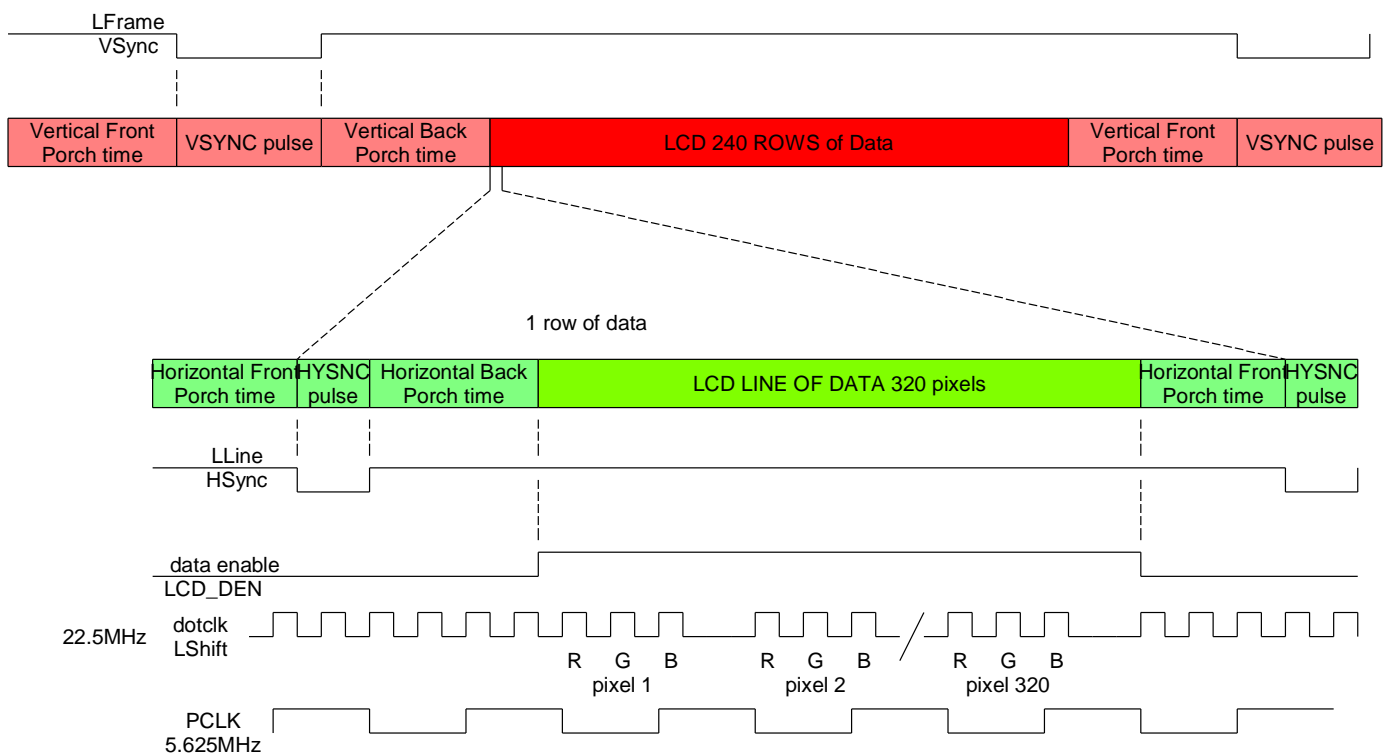 LFrame
VSync
Vertical Front
Porch time
VSYNC pulse
Vertical Back
Porch time
LCD 240 ROWS of Data
Vertical Front
Porch time
VSYNC pulse
1 row of data
Horizontal Front
Porch time
HYSNC
pulse
Horizontal Back
Porch time
LCD LINE OF DATA 320 pixels
Horizontal Front
Porch time
HYSNC
pulse
LLine
HSync
data enable
LCD_DEN
22.5MHz
dotclk
LShift
R G B
pixel 1
R G B
pixel 2
R G B
pixel 320
PCLK
5.625MHz